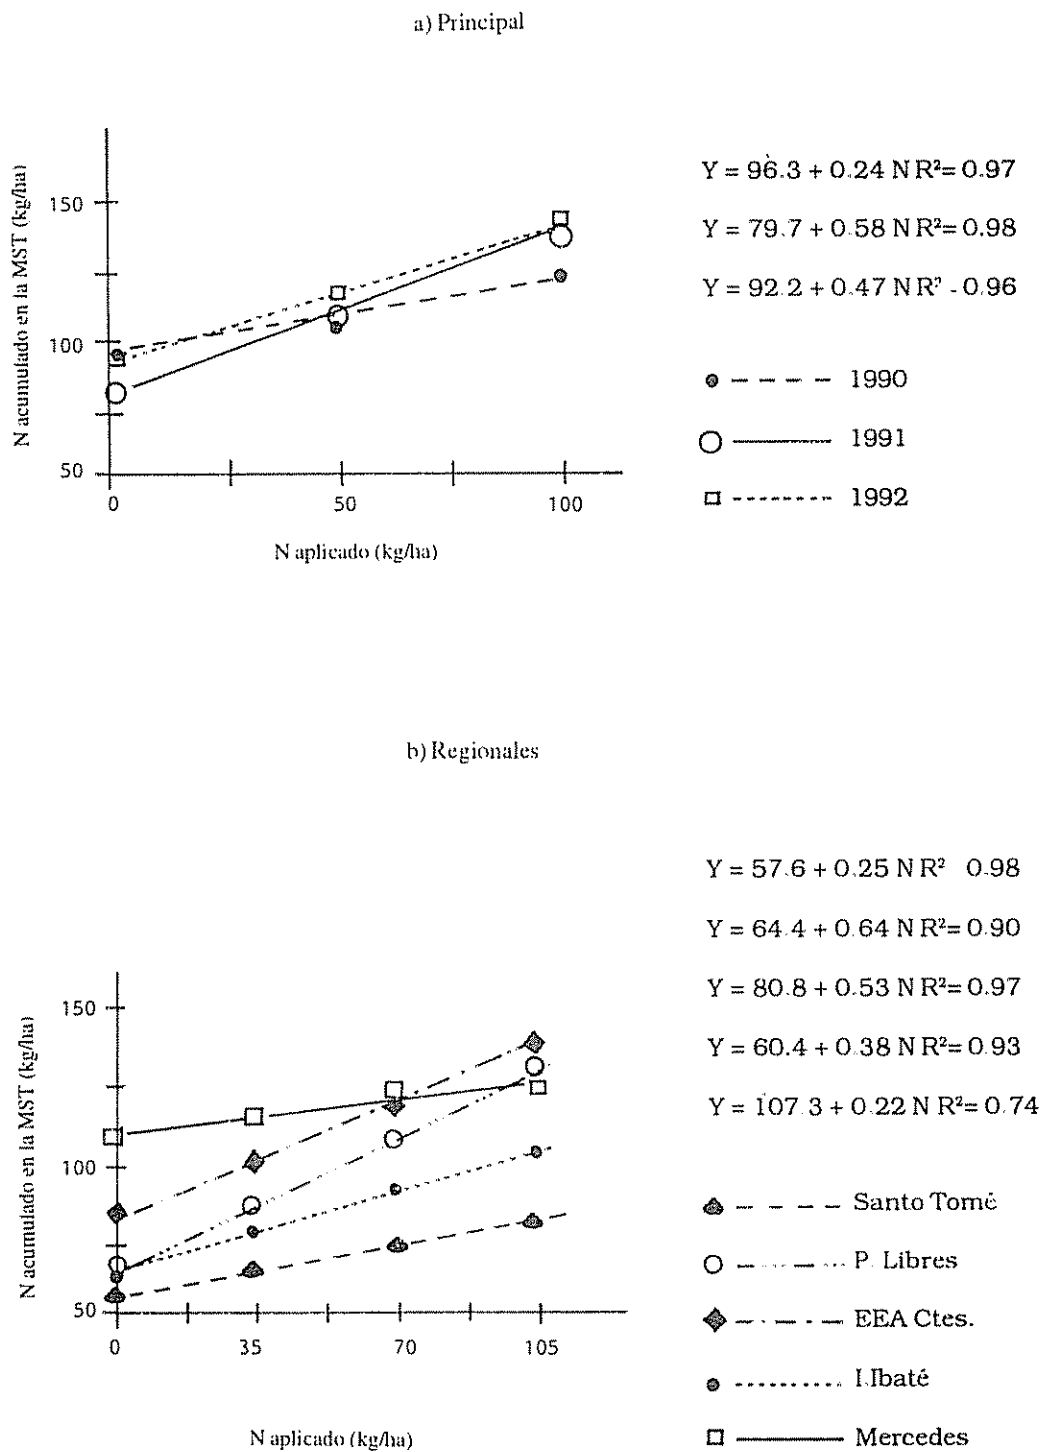 a) Principal
N acumulado en la MST (kg/ha)
150
100
50
0
50
100
N aplicado (kg/ha)
Y = 96.3 + 0.24 N R²= 0.97
Y = 79.7 + 0.58 N R²= 0.98
Y = 92.2 + 0.47 N R² - 0.96
1990
1991
1992
b) Regionales
N acumulado en la MST (kg/ha)
150
100
50
0
35
70
105
N aplicado (kg/ha)
Y = 57.6 + 0.25 N R² 0.98
Y = 64.4 + 0.64 N R²= 0.90
Y = 80.8 + 0.53 N R²= 0.97
Y = 60.4 + 0.38 N R²= 0.93
Y = 107.3 + 0.22 N R²= 0.74
Santo Tomé
P. Libres
EEA Ctes.
I.Ibaté
Mercedes